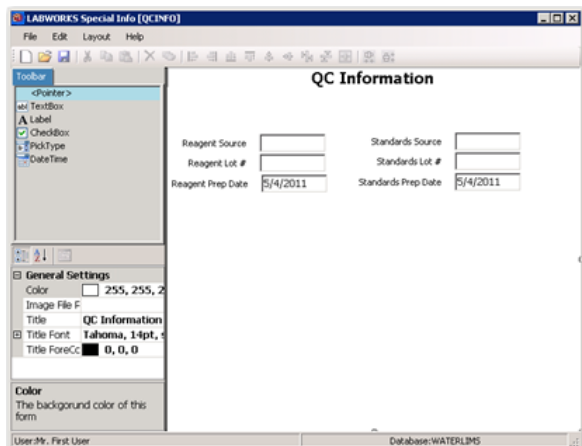 LABWORKS Special Info [QCINFO]
File Edit Layout Help
Toolbar
<Pointer>
abl TextBox
A Label
CheckBox
PickType
DateTime
QC Information
Reagent Source
Standards Source
Reagent Lot #
Standards Lot #
Reagent Prep Date 5/4/2011
Standards Prep Date 5/4/2011
General Settings
Color 255, 255, 2
Image File P
Title QC Information
Title Font Tahoma, 14pt, s
Title ForeCc 0, 0, 0
Color
The backgorund color of this
form
User:Mr. First User
Database:WATERLIMS